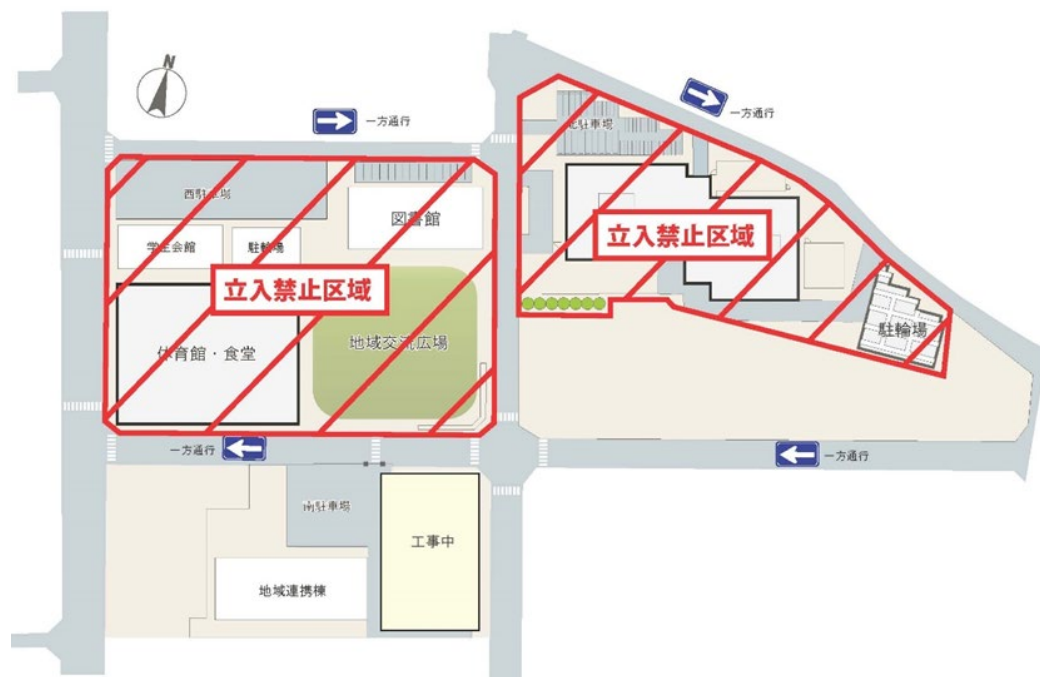 N
一方通行
一方通行
北駐車場
西駐車場
図書館
学生会館
駐輪場
立入禁止区域
立入禁止区域
体育館・食堂
地域交流広場
駐輪場
一方通行
一方通行
南駐車場
工事中
地域連携棟